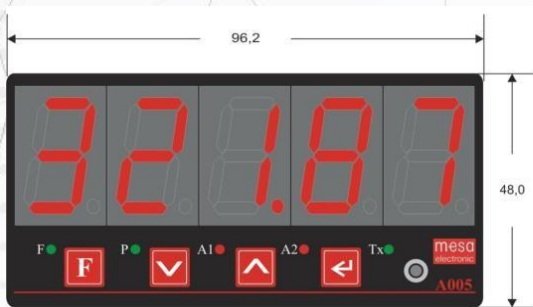 96,2
321.87
48,0
F P A1 A2 Tx
F
mesa
electronic
A005